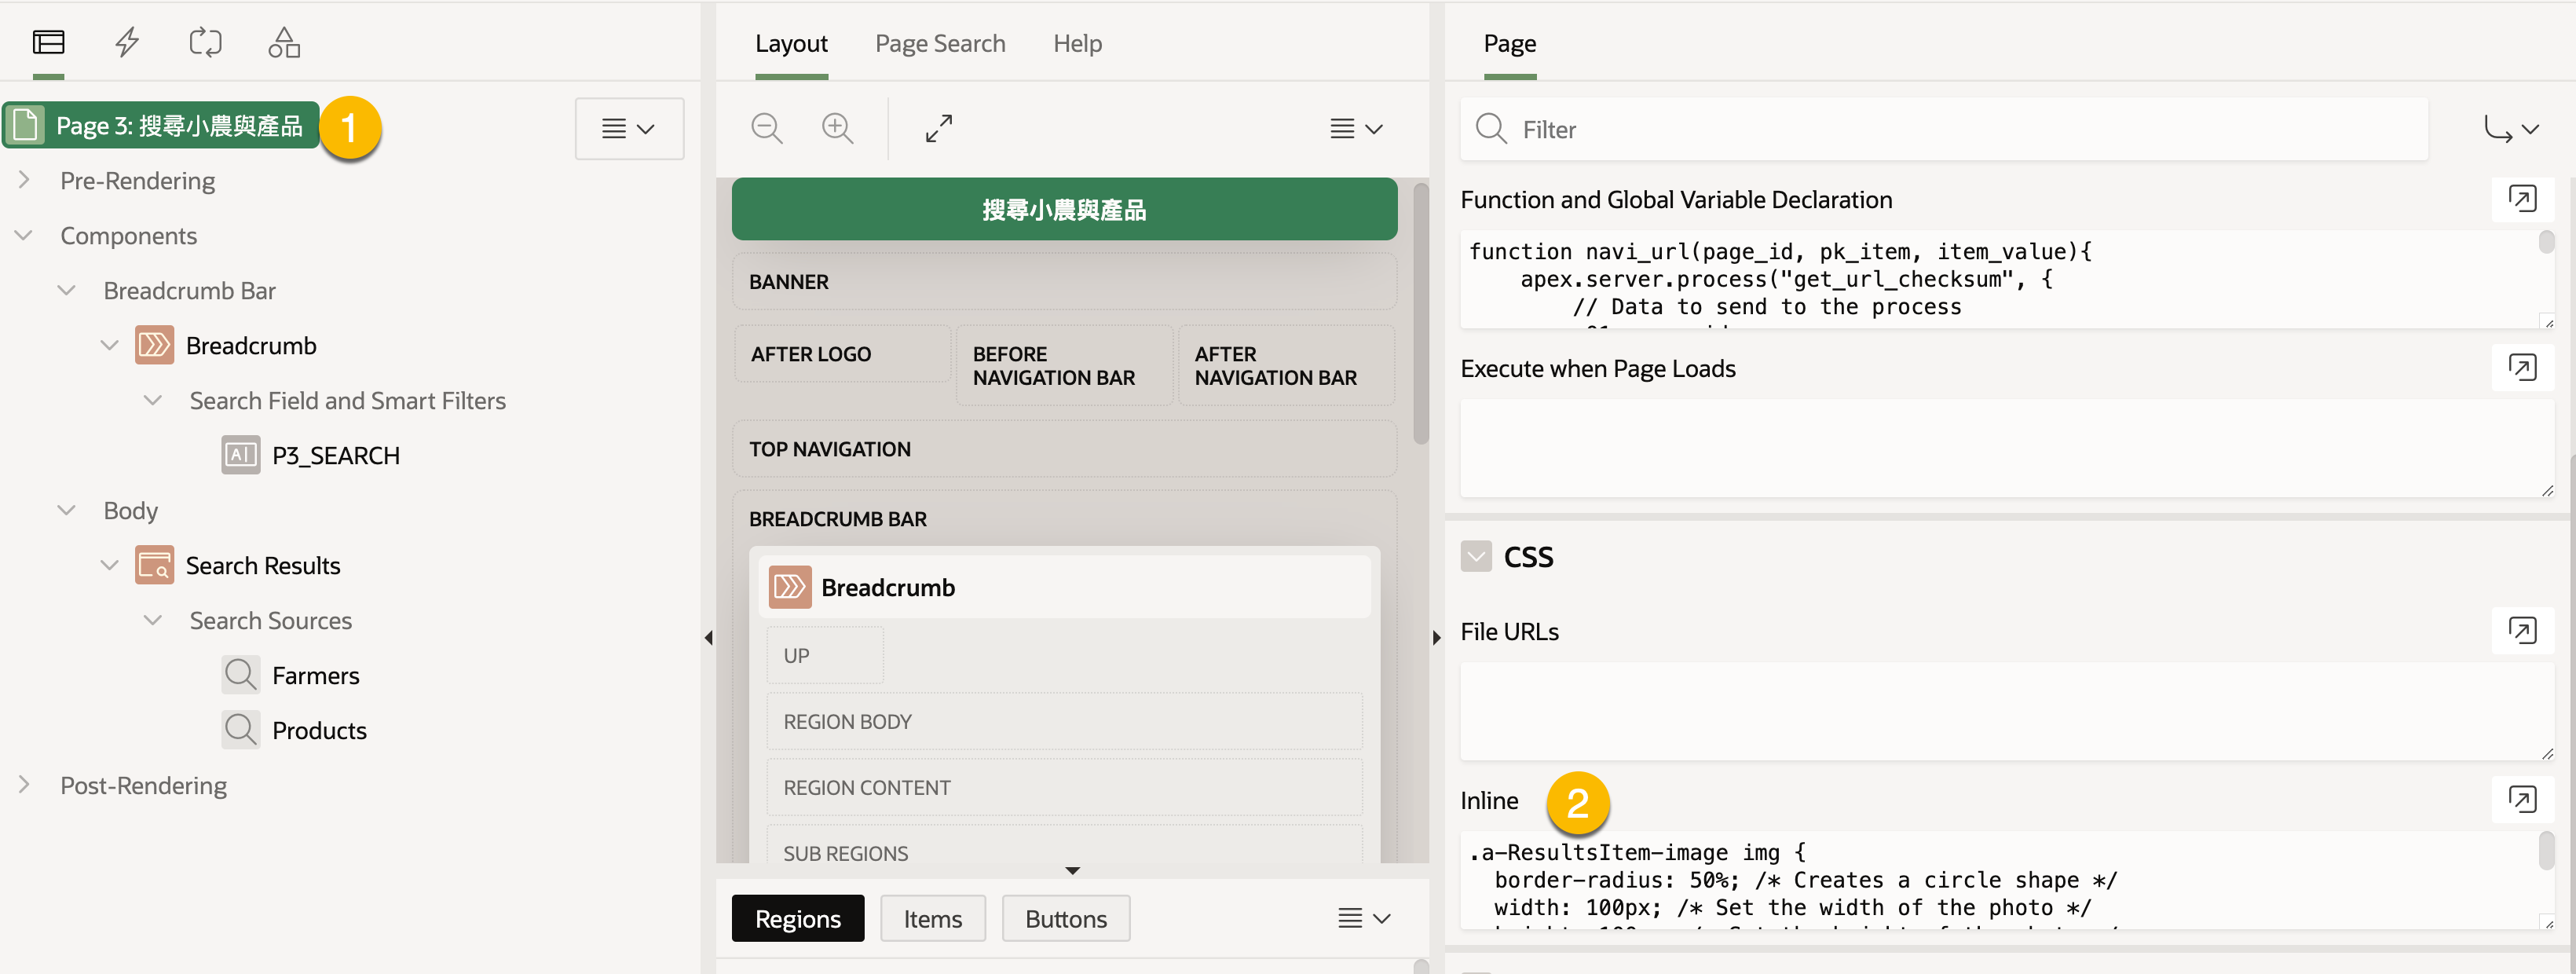 Page 3: 搜尋小農與產品
1
Pre-Rendering
Components
Breadcrumb Bar
Breadcrumb
Search Field and Smart Filters
AI
P3_SEARCH
Body
Search Results
Search Sources
Farmers
Products
Post-Rendering
Layout
Page Search
Help
搜尋小農與產品
BANNER
AFTER LOGO
BEFORE
NAVIGATION BAR
AFTER
NAVIGATION BAR
TOP NAVIGATION
BREADCRUMB BAR
Breadcrumb
UP
REGION BODY
REGION CONTENT
SUB REGIONS
Regions
Items
Buttons
Page
Filter
Function and Global Variable Declaration
function navi_url(page_id, pk_item, item_value){
apex.server.process("get_url_checksum", {
// Data to send to the process
Execute when Page Loads
CSS
File URLs
Inline
2
.a-ResultsItem-image img {
border-radius: 50%; /* Creates a circle shape */
width: 100px; /* Set the width of the photo */